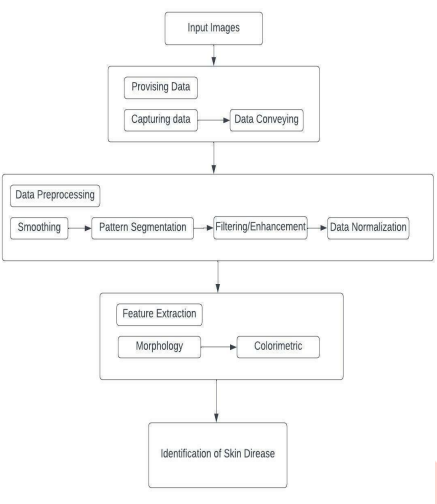 Input Images
Provising Data
Capturing data
Data Conveying
Data Preprocessing
Smoothing
Pattern Segmentation
Filtering/Enhancement
Data Normalization
Feature Extraction
Morphology
Colorimetric
Identification of Skin Direase